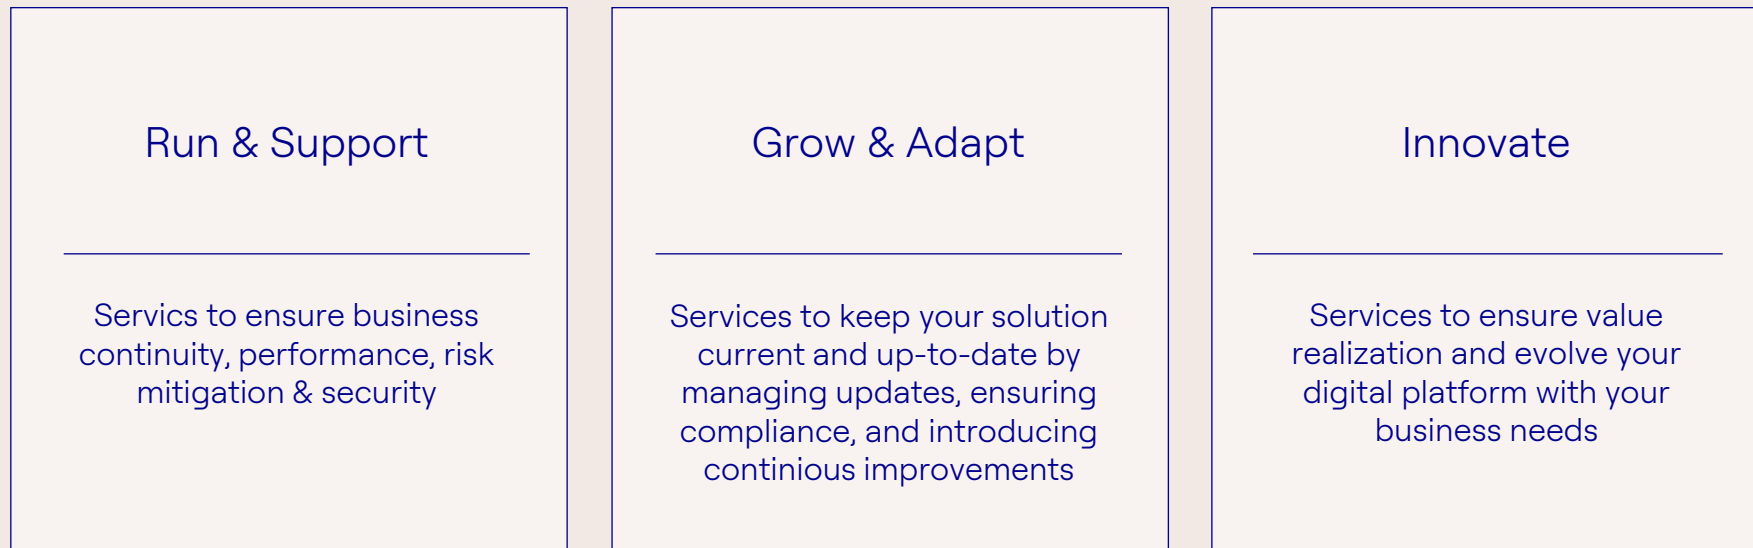 Run & Support
Servics to ensure business
continuity, performance, risk
mitigation & security
Grow & Adapt
Services to keep your solution
current and up-to-date by
managing updates, ensuring
compliance, and introducing
continious improvements
Innovate
Services to ensure value
realization and evolve your
digital platform with your
business needs